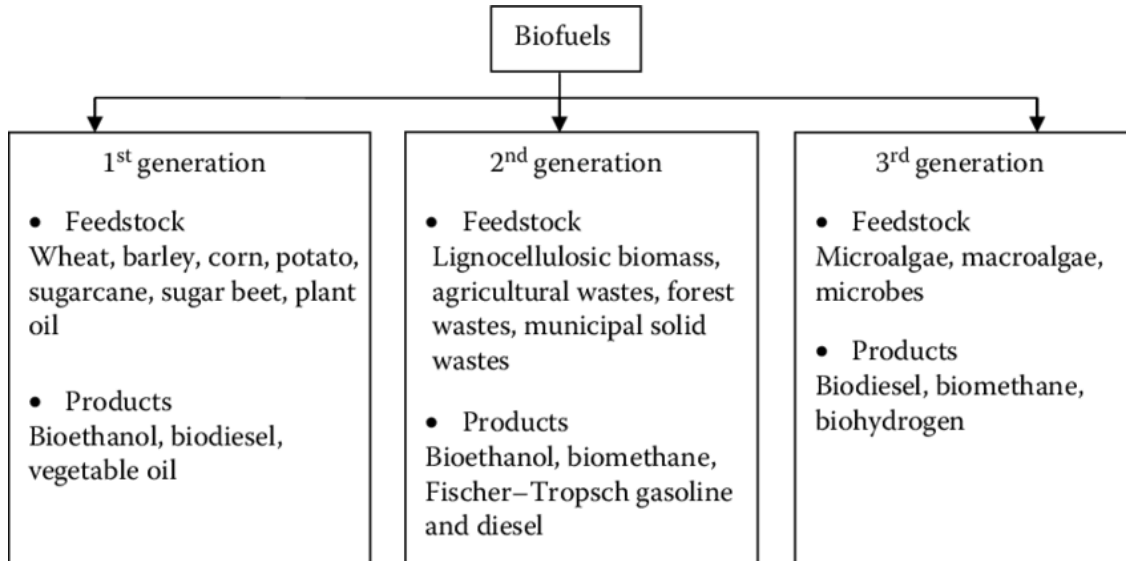 Biofuels
1st generation
• Feedstock
Wheat, barley, corn, potato,
sugarcane, sugar beet, plant
oil
• Products
Bioethanol, biodiesel,
vegetable oil
2nd generation
• Feedstock
Lignocellulosic biomass,
agricultural wastes, forest
wastes, municipal solid
wastes
• Products
Bioethanol, biomethane,
Fischer–Tropsch gasoline
and diesel
3rd generation
• Feedstock
Microalgae, macroalgae,
microbes
• Products
Biodiesel, biomethane,
biohydrogen